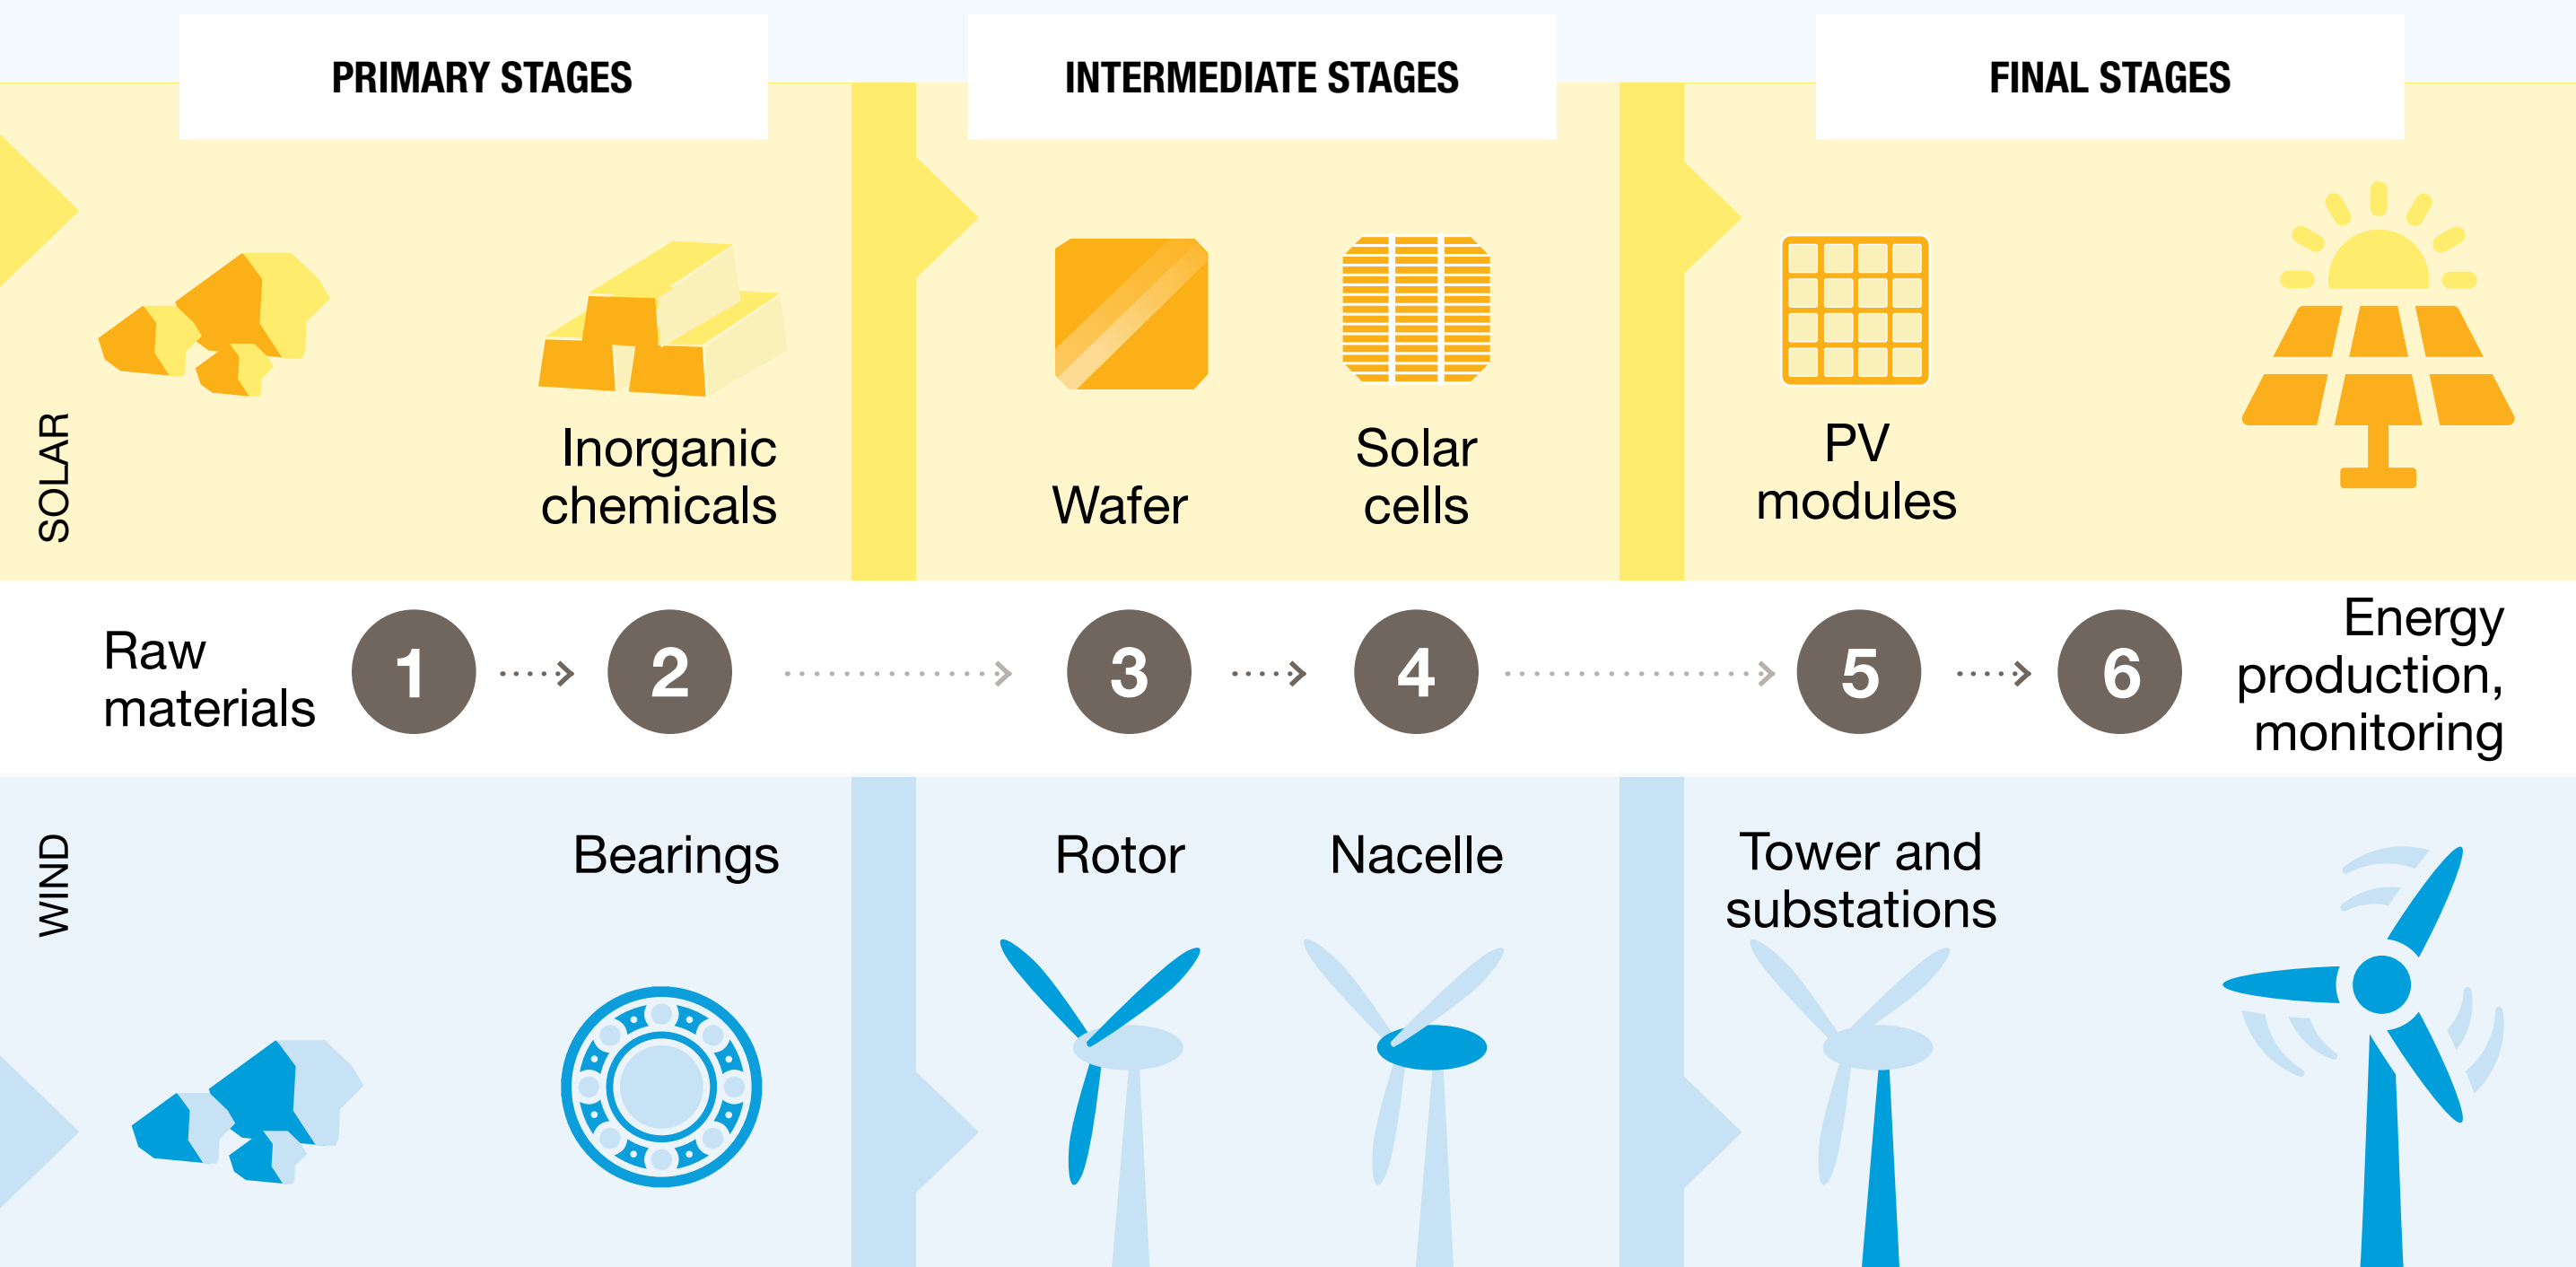 PRIMARY STAGES
INTERMEDIATE STAGES
FINAL STAGES
SOLAR
Inorganic
chemicals
Wafer
Solar
cells
PV
modules
Raw
materials
1
2
3
4
5
6
Energy
production,
monitoring
WIND
Bearings
Rotor
Nacelle
Tower and
substations